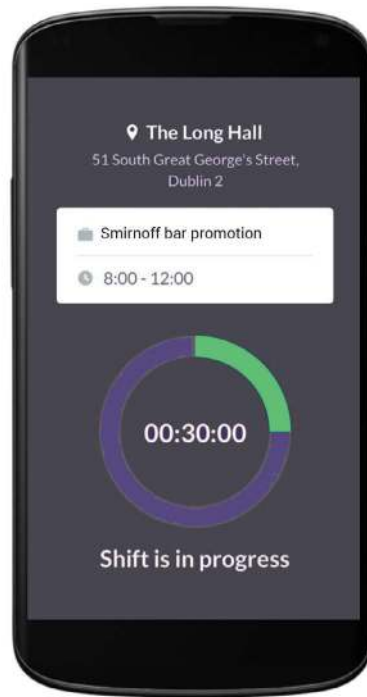 The Long Hall
51 South Great George's Street,
Dublin 2
Smirnoff bar promotion
8:00 - 12:00
00:30:00
Shift is in progress